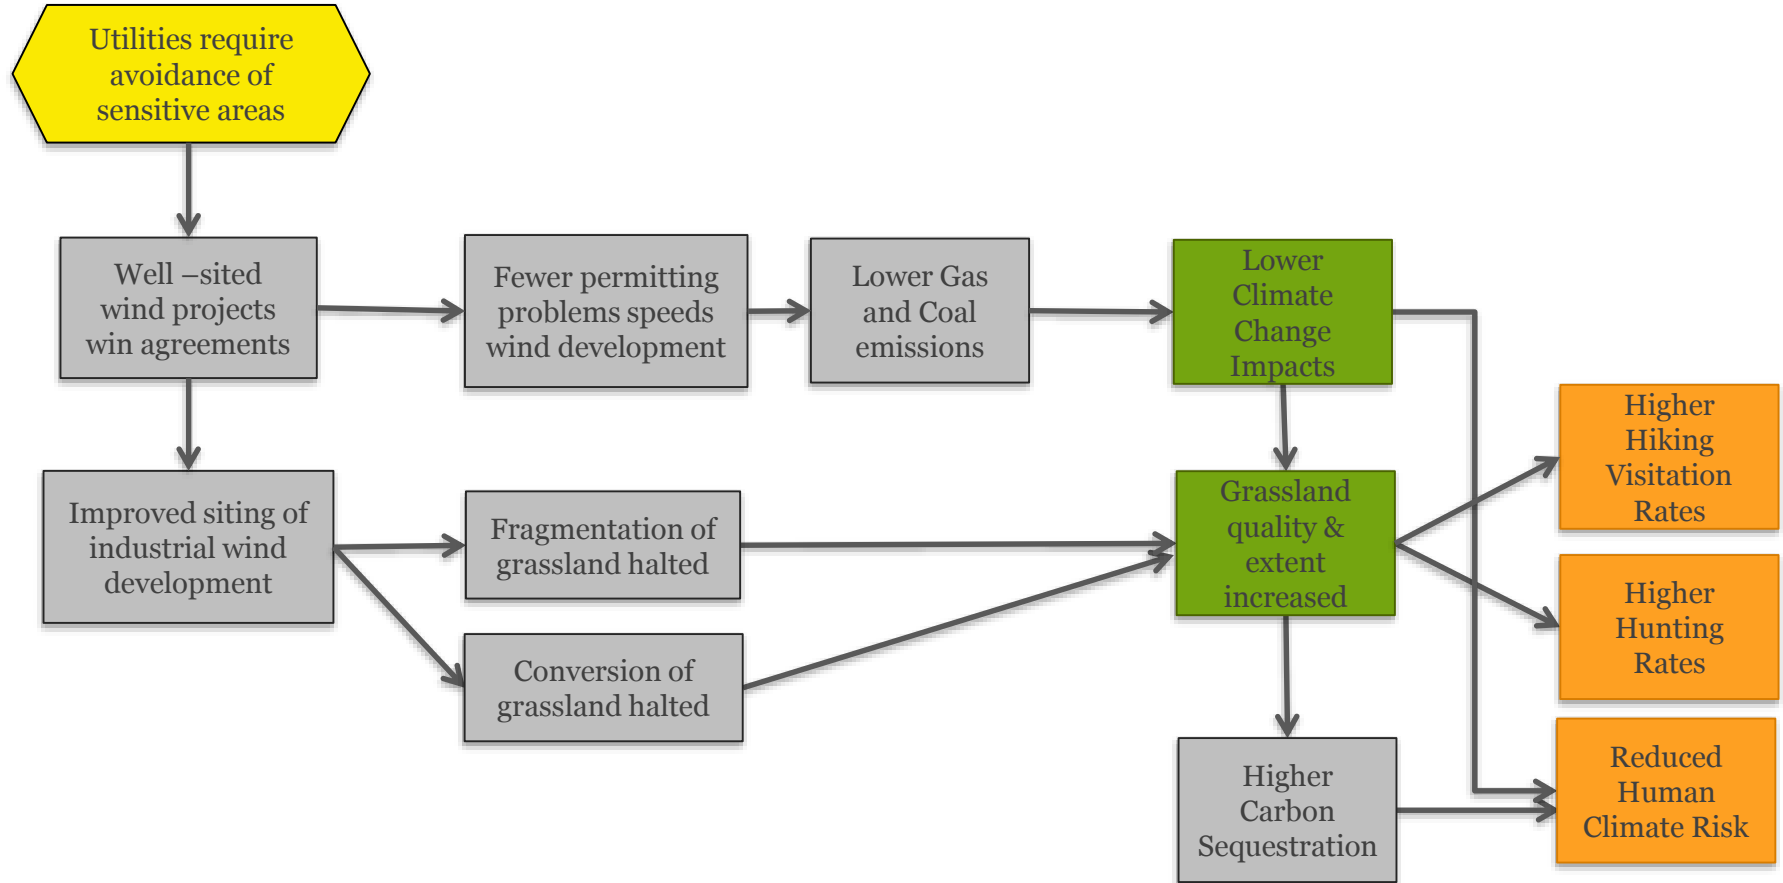 Utilities require
avoidance of
sensitive areas
Well –sited
wind projects
win agreements
Fewer permitting
problems speeds
wind development
Lower Gas
and Coal
emissions
Lower
Climate
Change
Impacts
Higher
Hiking
Visitation
Rates
Improved siting of
industrial wind
development
Fragmentation of
grassland halted
Grassland
quality &
extent
increased
Higher
Hunting
Rates
Conversion of
grassland halted
Higher
Carbon
Sequestration
Reduced
Human
Climate Risk